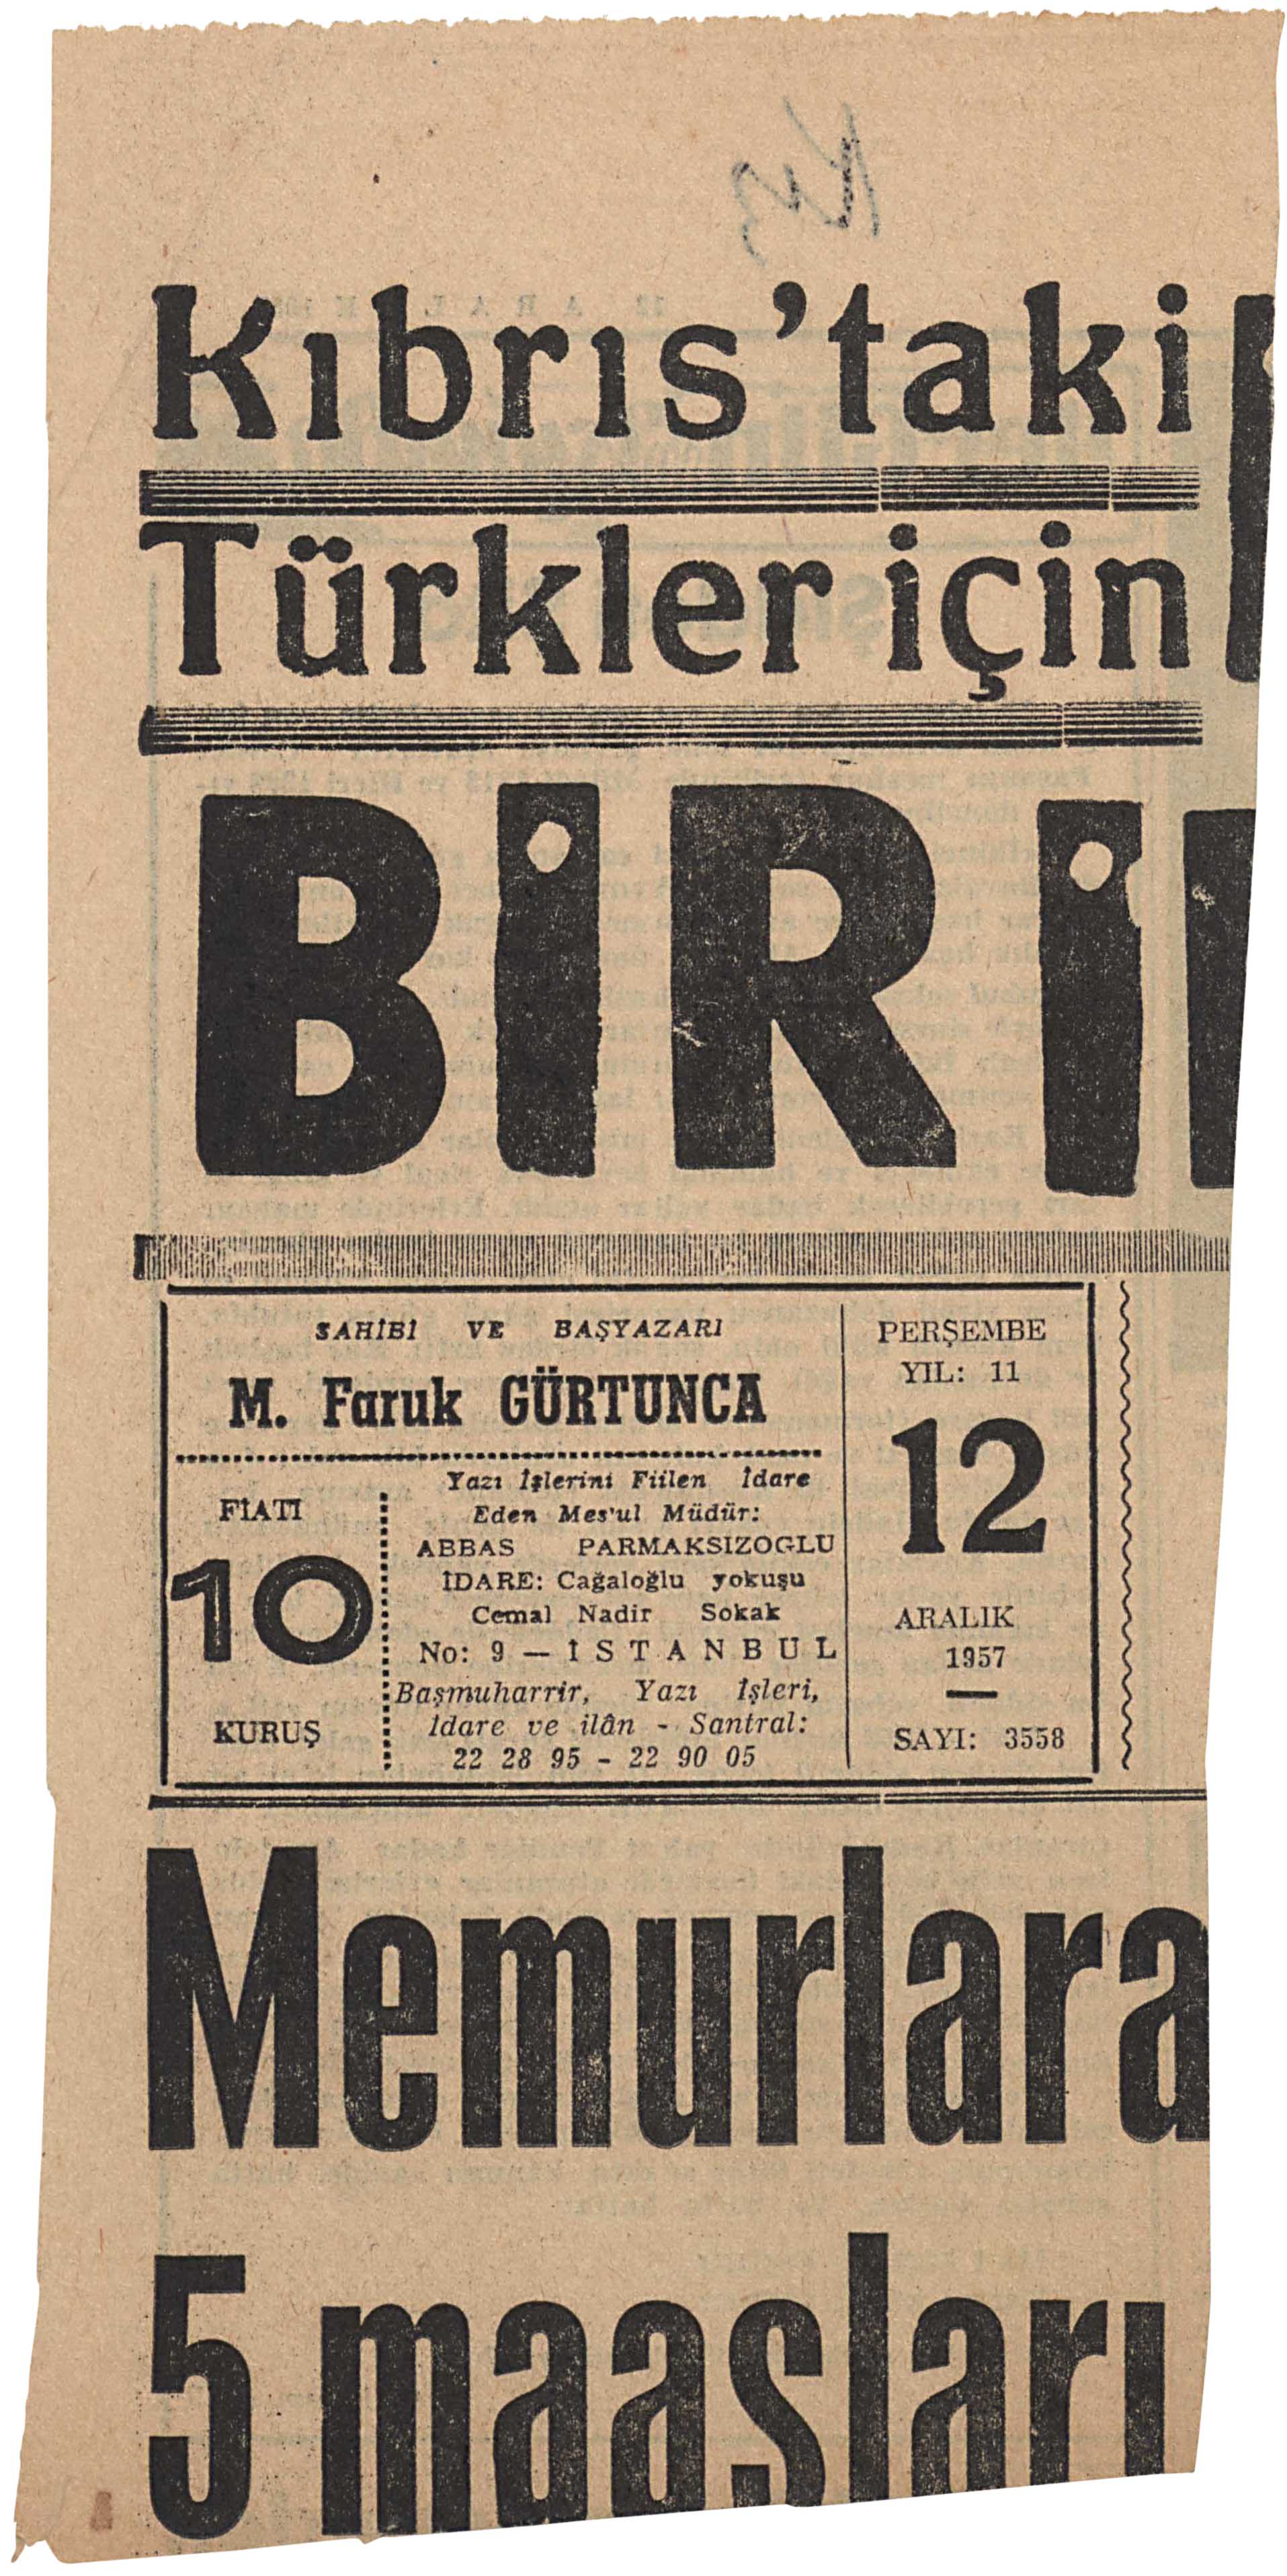 Kıbrıs'taki
Türkler için
BİRİ
SAHİBİ VE BAŞYAZARI
M. Faruk GÜRTUNCA
FİATI
10
KURUŞ
Yazı İşlerini Fiilen İdare
Eden Mes'ul Müdür:
ABBAS PARMAKSIZOGLU
İDARE: Cağaloğlu yokuşu
Cemal Nadir Sokak
No: 9 — İSTANBUL
Başmuharrir, Yazı İşleri,
İdare ve ilân - Santral:
22 28 95 - 22 90 05
PERŞEMBE
YIL: 11
12
ARALIK
1957
SAYI: 3558
Memurlara
5 maaşları